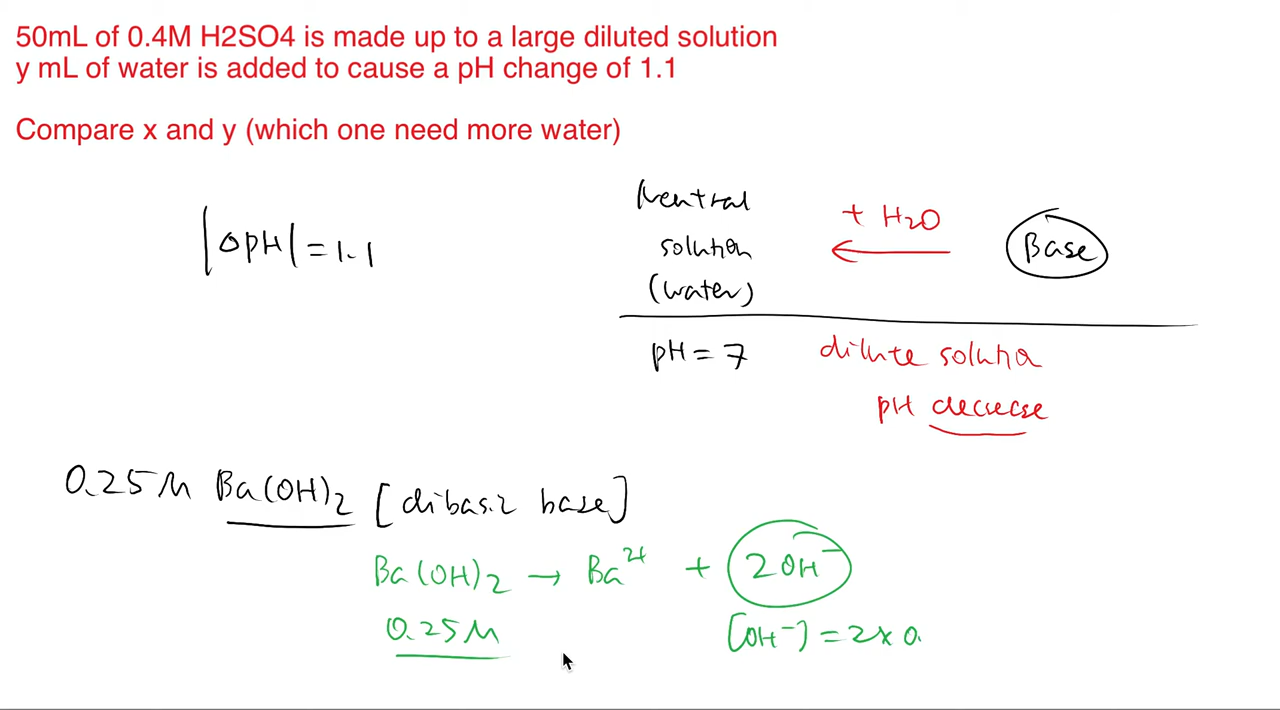 50mL of 0.4M H2SO4 is made up to a large diluted solution
y mL of water is added to cause a pH change of 1.1
Compare x and y (which one need more water)
|ΔpH| = 1.1
Neutral
solution
(water)
+ H2O
Base
pH = 7
dilute solution
pH decrease
0.25M Ba(OH)2 [dibasic base]
Ba(OH)2 → Ba2+ + 2OH-
0.25M
[OH-] = 2 x 0.